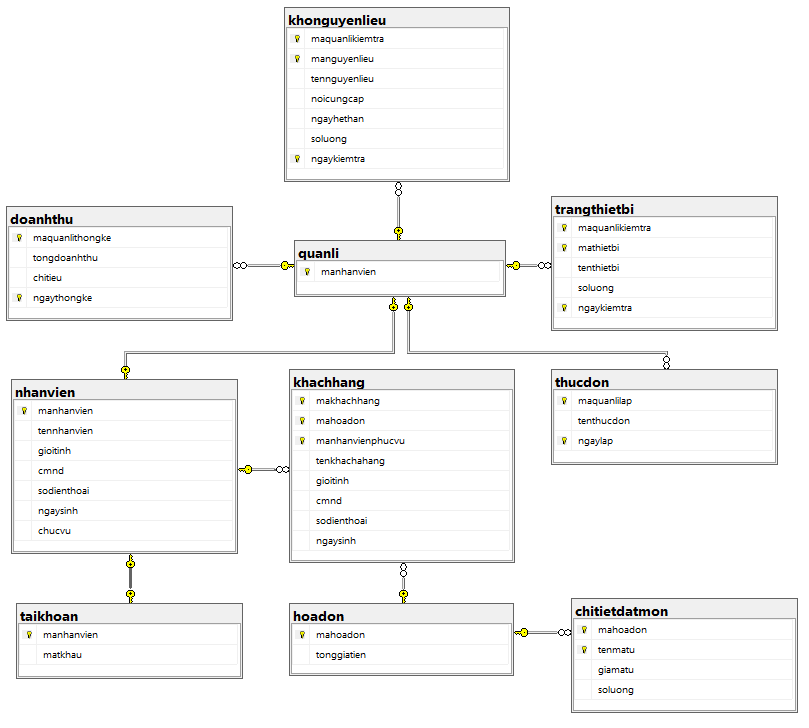 khonguyenlieu
maquanlikiemtra
manguyenlieu
tennguyenlieu
noicungcap
ngayhethan
soluong
ngaykiemtra
doanhthu
maquanlithongke
tongdoanhthu
chitieu
ngaythongke
quanli
manhanvien
trangthietbi
maquanlikiemtra
mathietbi
tenthietbi
soluong
ngaykiemtra
nhanvien
manhanvien
tennhanvien
gioitinh
cmnd
sodienthoai
ngaysinh
chucvu
khachhang
makhachhang
mahoadon
manhanvienphucvu
tenkhachahang
gioitinh
cmnd
sodienthoai
ngaysinh
thucdon
maquanlilap
tenthucdon
ngaylap
taikhoan
manhanvien
matkhau
hoadon
mahoadon
tonggiatien
chitietdatmon
mahoadon
tenmatu
giamatu
soluong